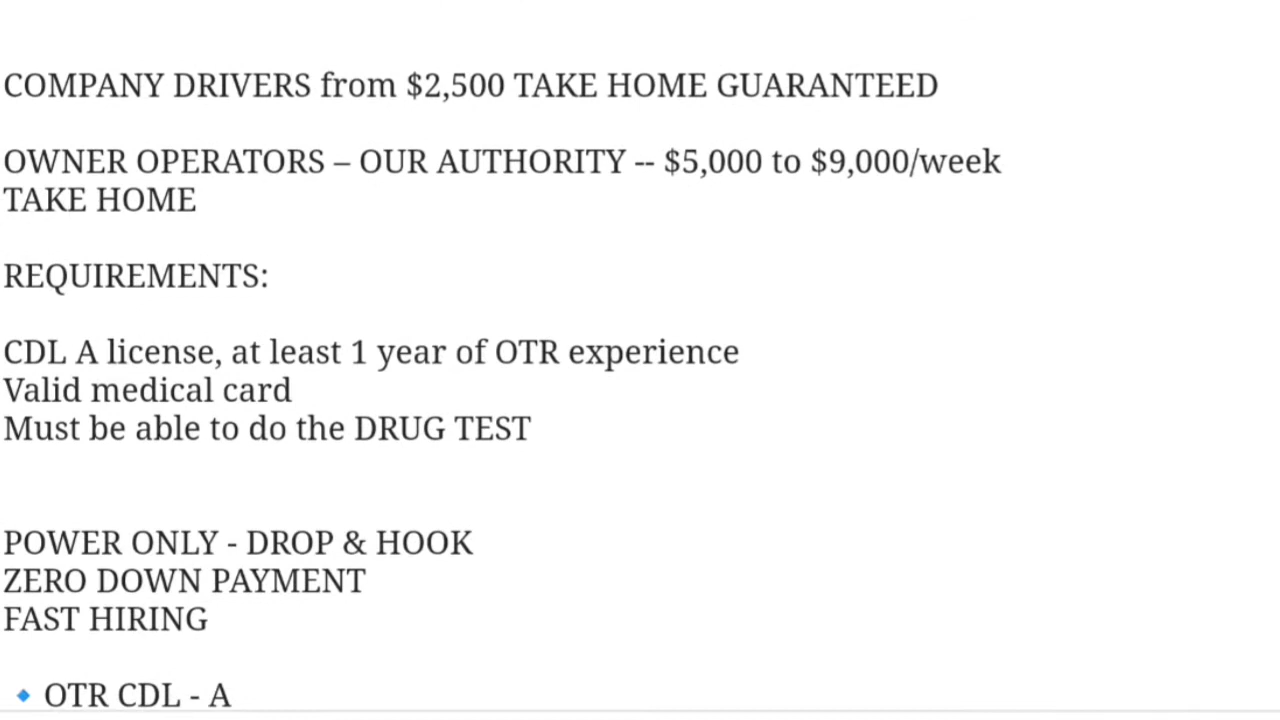 COMPANY DRIVERS from $2,500 TAKE HOME GUARANTEED
OWNER OPERATORS – OUR AUTHORITY -- $5,000 to $9,000/week
TAKE HOME
REQUIREMENTS:
CDL A license, at least 1 year of OTR experience
Valid medical card
Must be able to do the DRUG TEST
POWER ONLY - DROP & HOOK
ZERO DOWN PAYMENT
FAST HIRING
🔹 OTR CDL - A